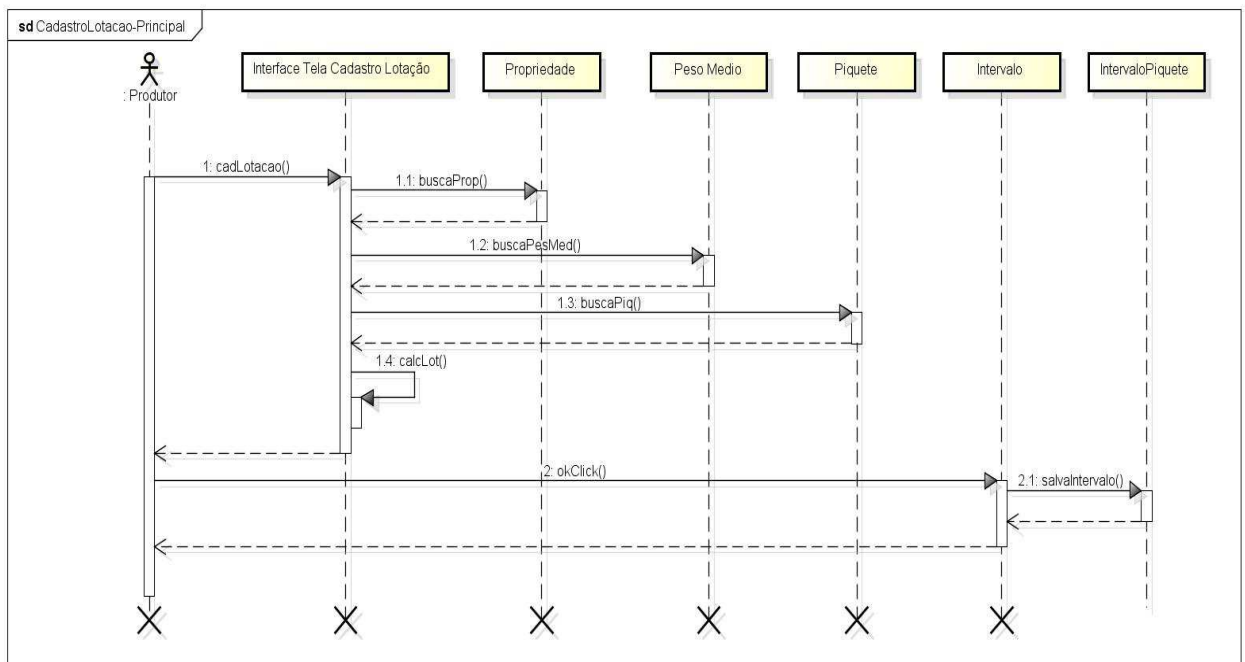 sd CadastroLotacao-Principal
: Produtor
Interface Tela Cadastro Lotação
Propriedade
Peso Medio
Piquete
Intervalo
IntervaloPiquete
1: cadLotacao()
1.1: buscaProp()
1.2: buscaPesMed()
1.3: buscaPiq()
1.4: calcLot()
2: okClick()
2.1: salvaIntervalo()